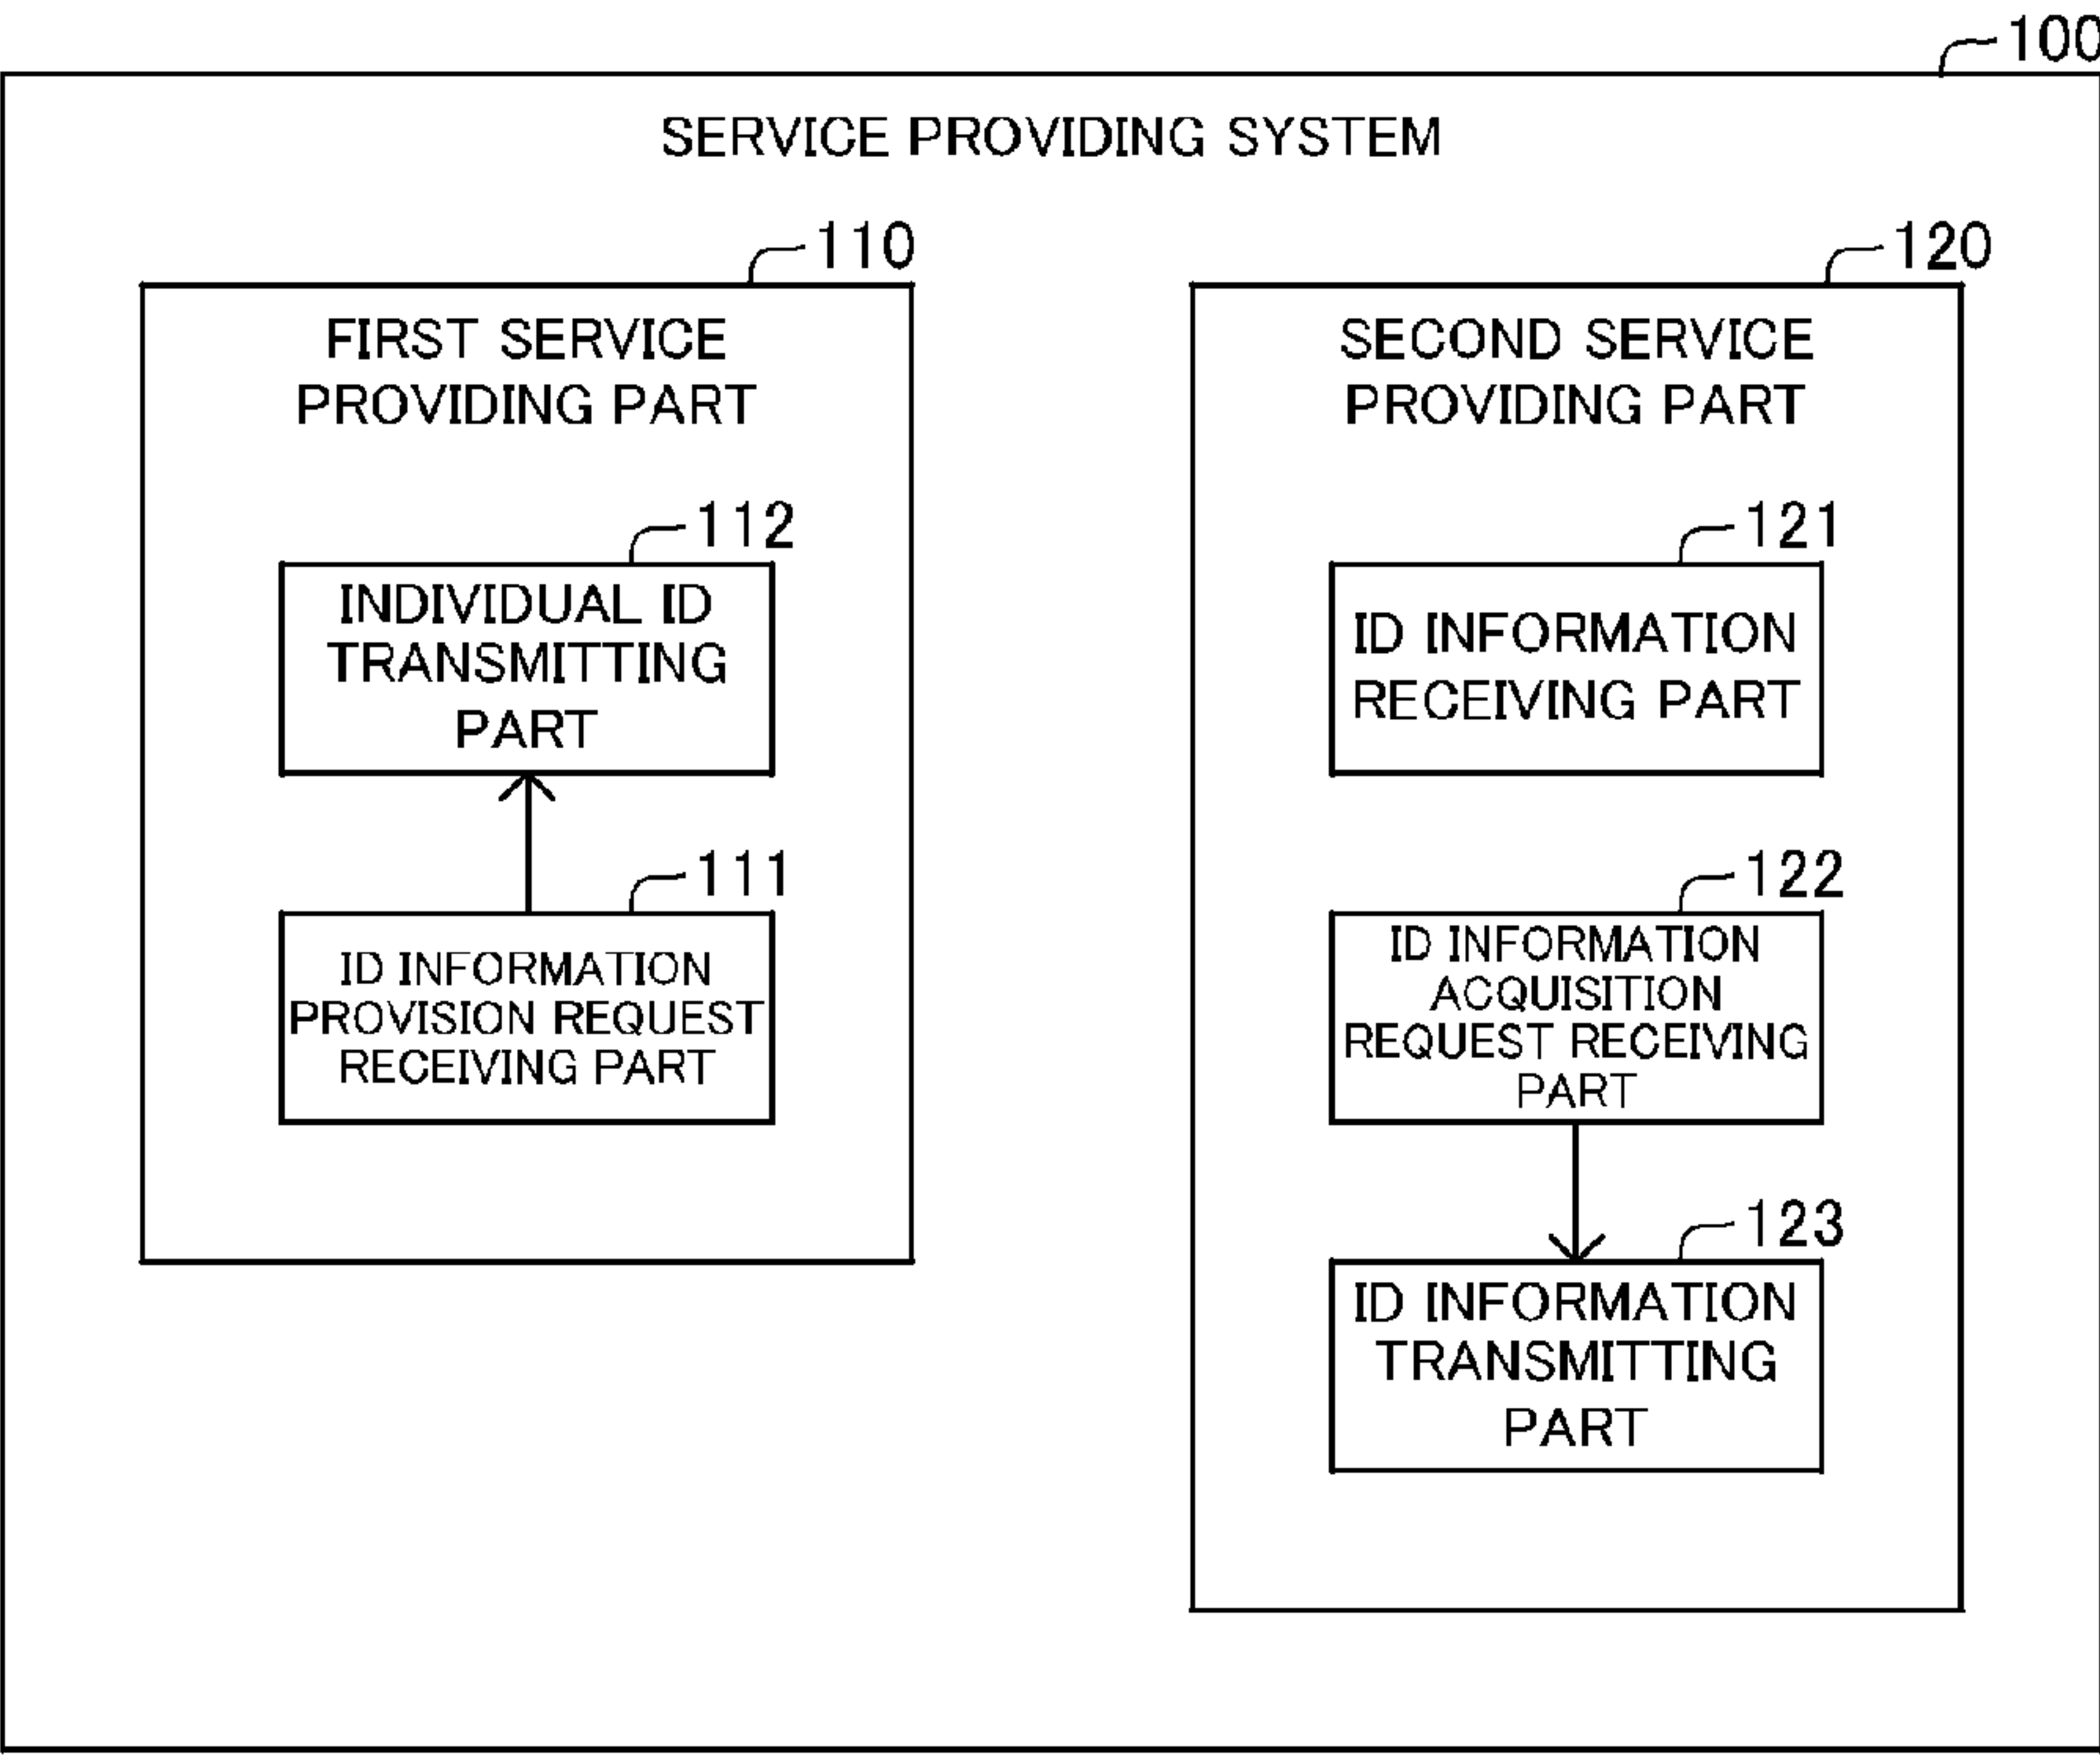 100
SERVICE PROVIDING SYSTEM
110
FIRST SERVICE
PROVIDING PART
112
INDIVIDUAL ID
TRANSMITTING
PART
111
ID INFORMATION
PROVISION REQUEST
RECEIVING PART
120
SECOND SERVICE
PROVIDING PART
121
ID INFORMATION
RECEIVING PART
122
ID INFORMATION
ACQUISITION
REQUEST RECEIVING
PART
123
ID INFORMATION
TRANSMITTING
PART